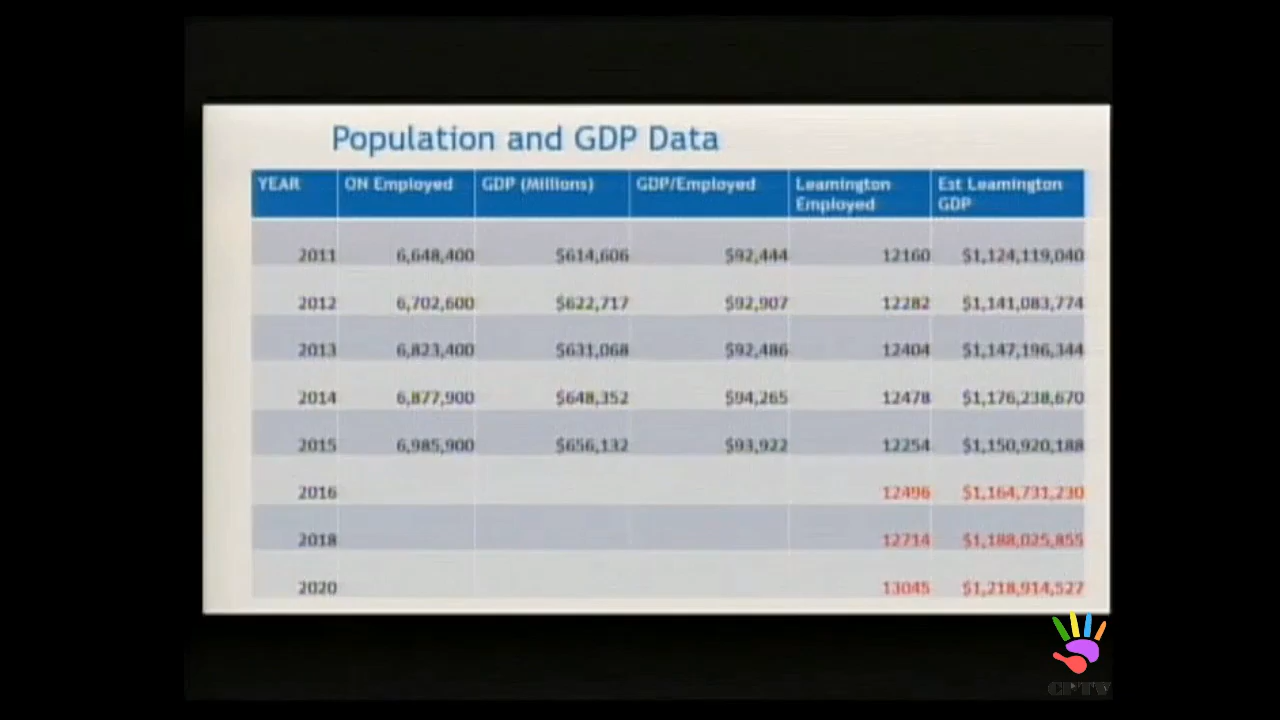 Population and GDP Data
YEAR ON Employed GDP (Millions) GDP/Employed Leamington Employed Est Leamington GDP
2011 6,648,400 $614,606 $92,444 12160 $1,124,119,040
2012 6,702,600 $622,717 $92,907 12282 $1,141,083,774
2013 6,823,400 $631,068 $92,486 12404 $1,147,196,344
2014 6,877,900 $648,352 $94,265 12478 $1,176,238,670
2015 6,985,900 $656,132 $93,922 12254 $1,150,920,188
2016 12496 $1,164,731,230
2018 12714 $1,188,025,855
2020 13045 $1,218,914,527
CPTV